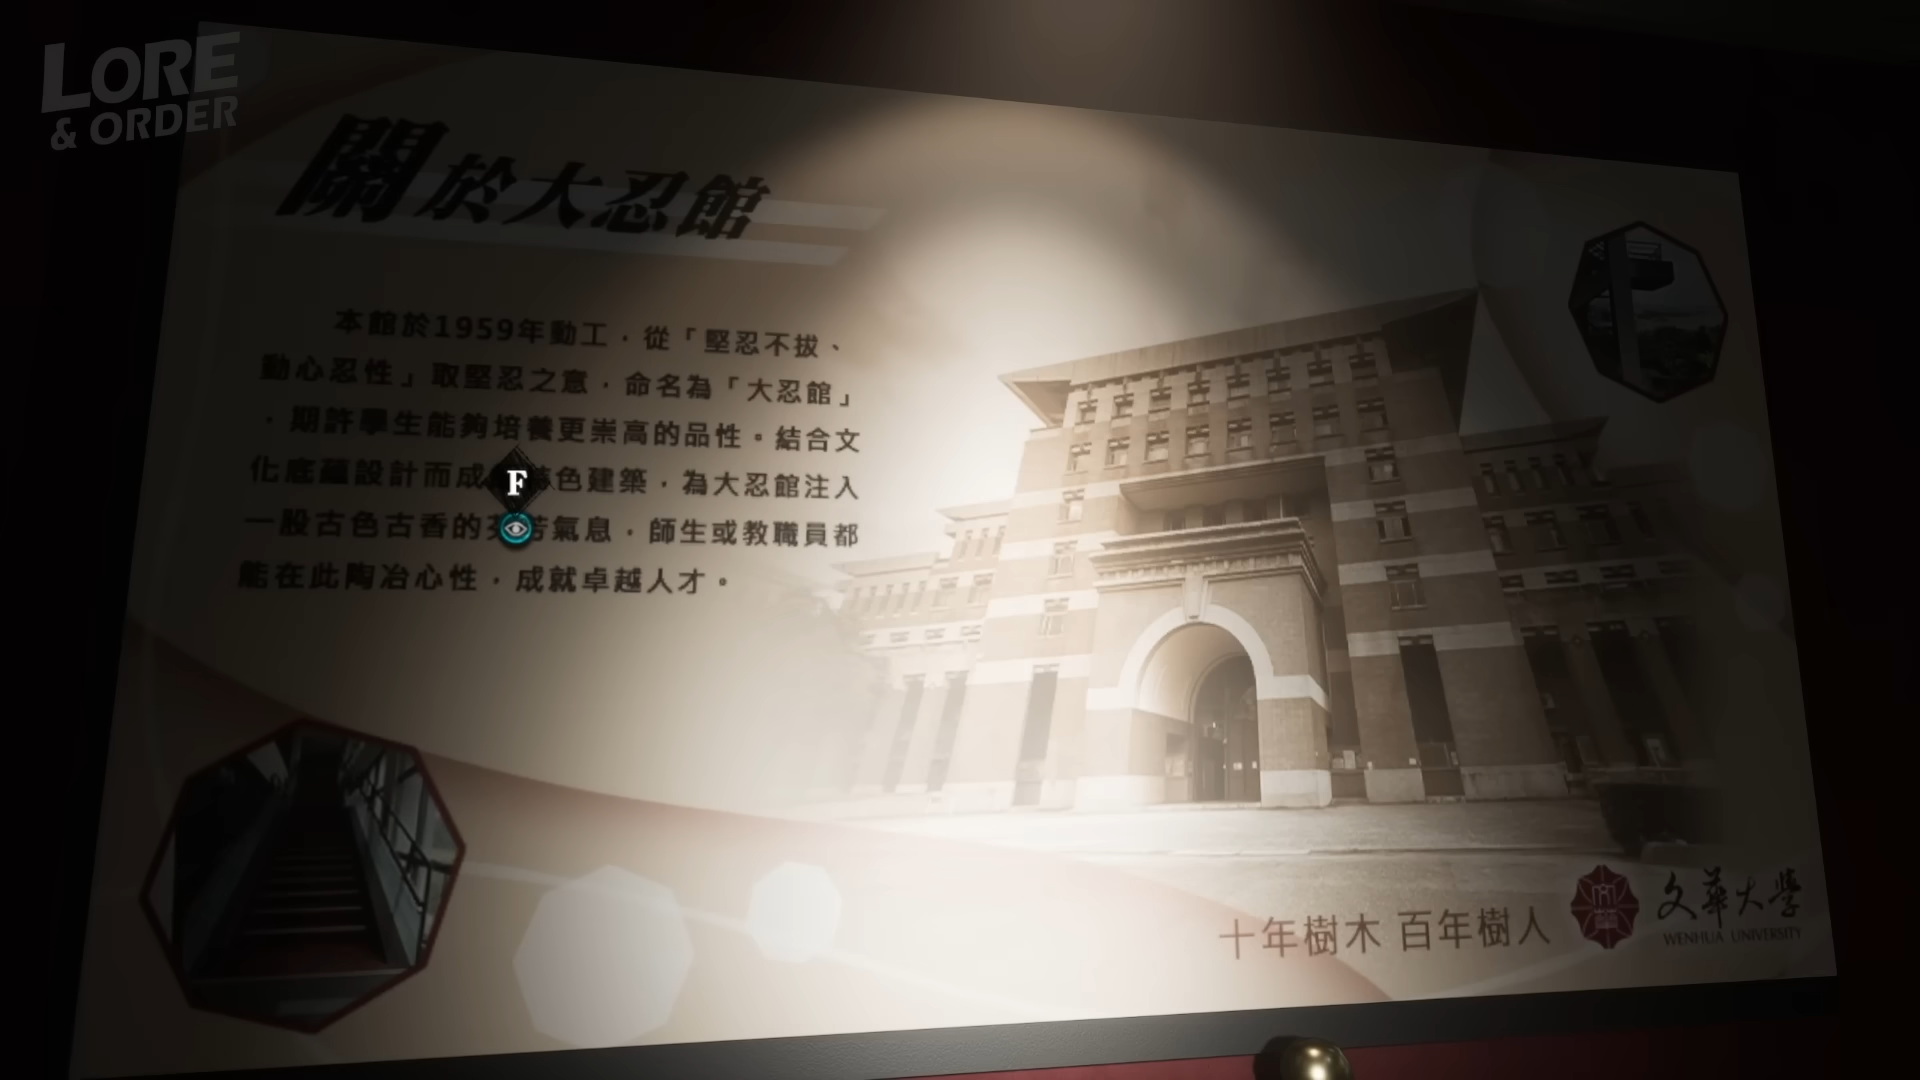 LORE
& ORDER
關於大忍館
本館於1959年動工，從「堅忍不拔、
動心忍性」取堅忍之意，命名為「大忍館」
，期許學生能夠培養更崇高的品性。結合文
化底蘊設計而成 色建築，為大忍館注入
一股古色古香的 氣息，師生或教職員都
能在此陶冶心性，成就卓越人才。
F
十年樹木 百年樹人
文華大學
WENHUA UNIVERSITY